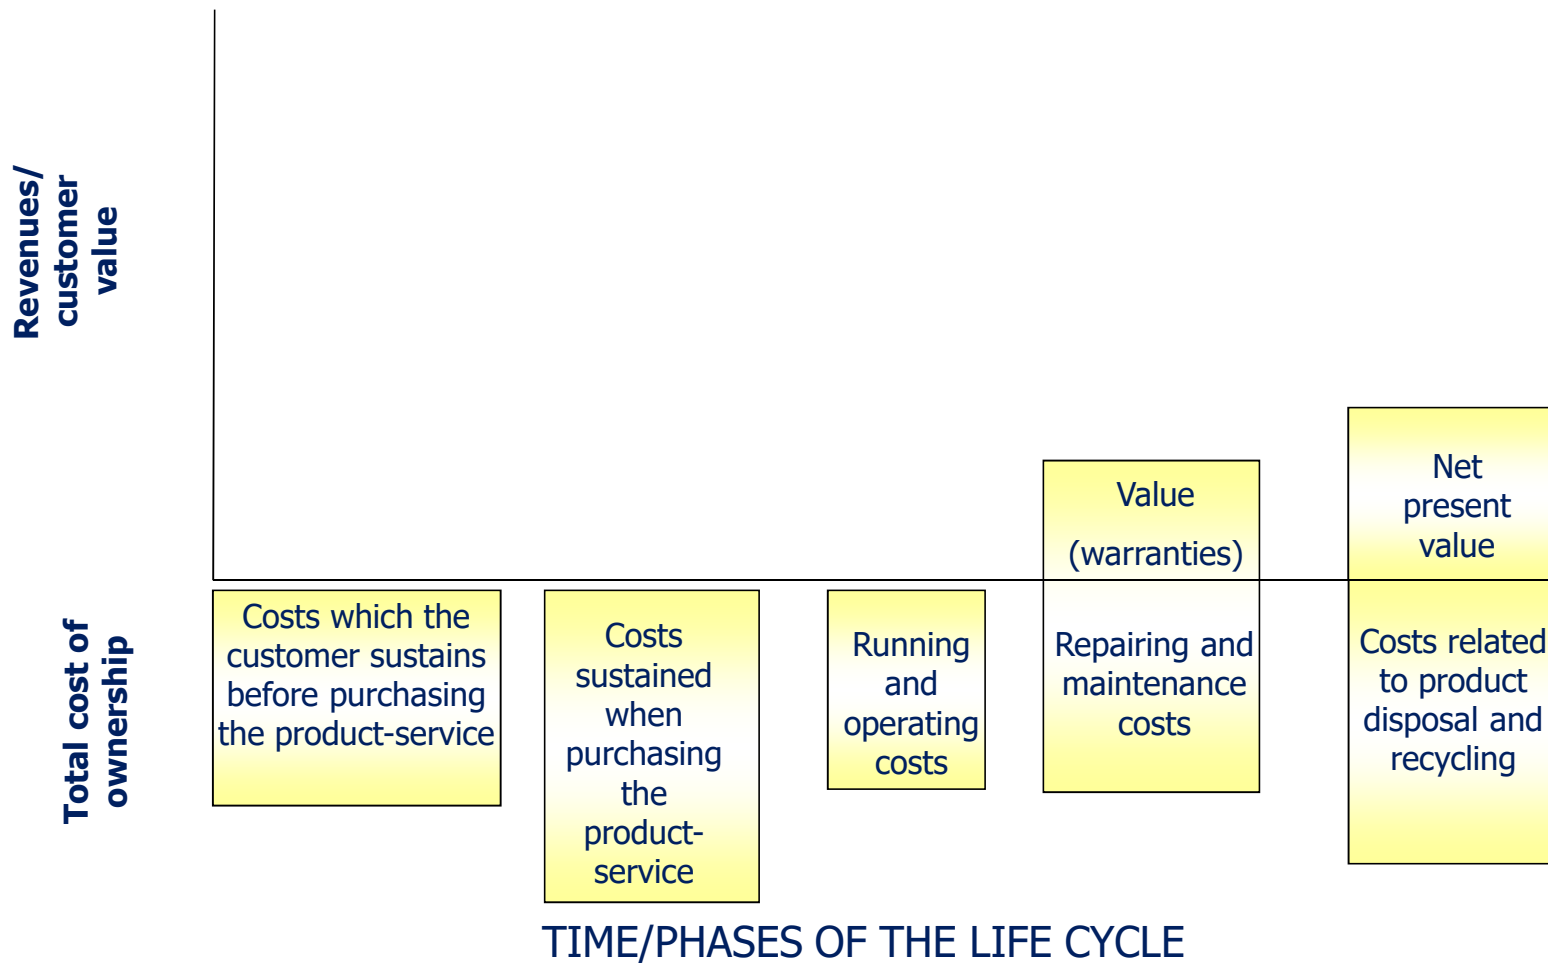 Revenues/
customer
value
Net
present
value
Value
(warranties)
Total cost of
ownership
Costs which the
customer sustains
before purchasing
the product-service
Costs
sustained
when
purchasing
the
product-
service
Running
and
operating
costs
Repairing and
maintenance
costs
Costs related
to product
disposal and
recycling
TIME/PHASES OF THE LIFE CYCLE